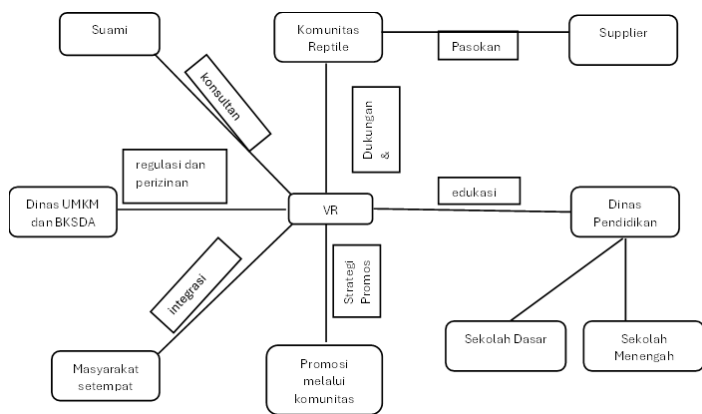 Suami
Komunitas
Reptile
Pasokan
Supplier
konsultan
Dukungan
&
regulasi dan
perizinan
edukasi
Dinas UMKM
dan BKSDA
VR
Dinas
Pendidikan
integrasi
Strategi
Promos
Sekolah Dasar
Sekolah
Menengah
Masyarakat
setempat
Promosi
melalui
komunitas